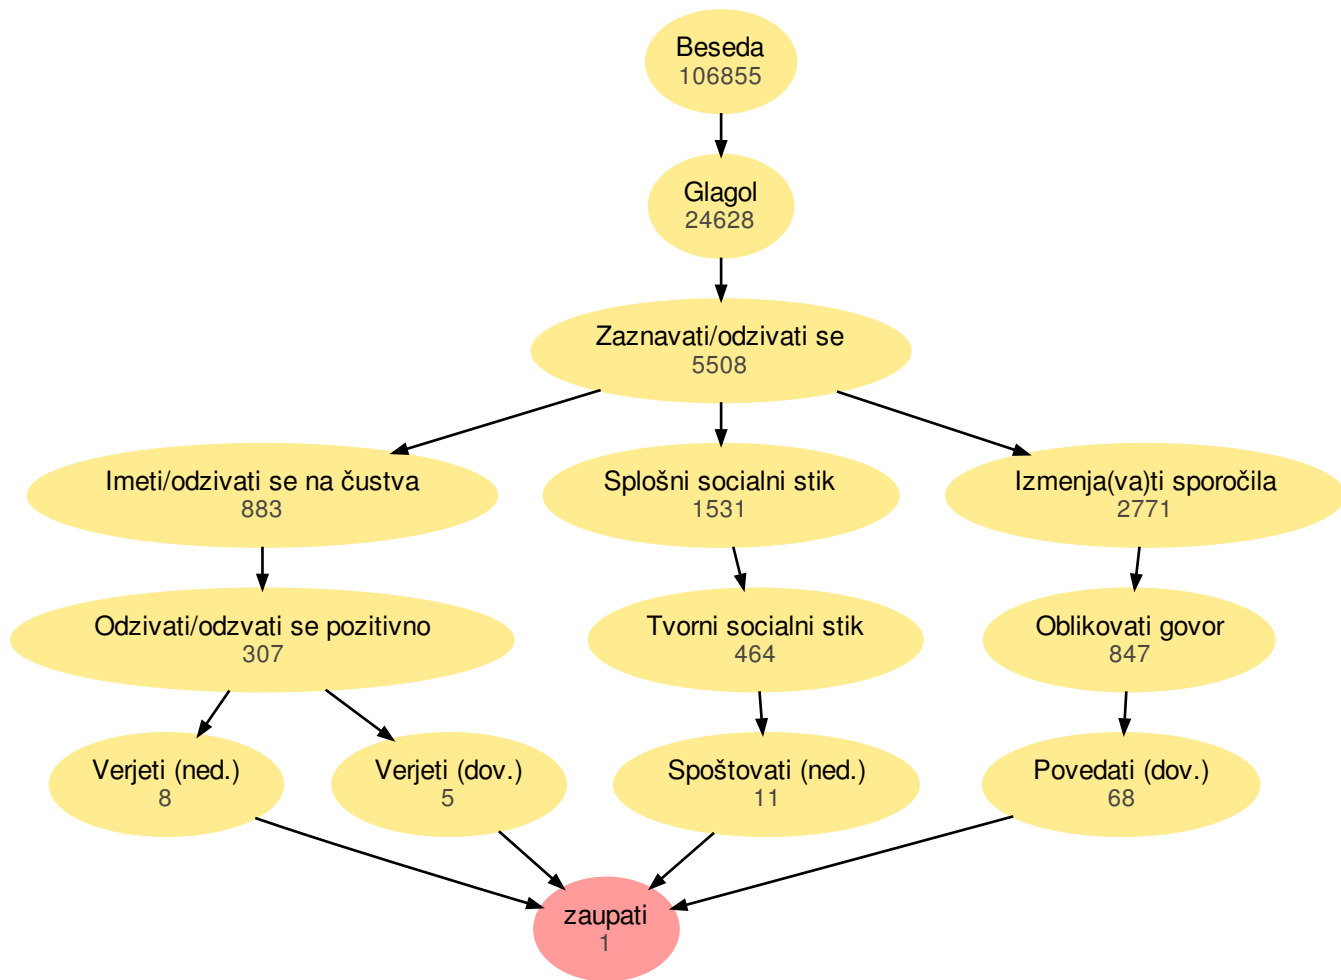 Beseda
106855
Glagol
24628
Zaznavati/odzivati se
5508
Imeti/odzivati se na čustva
883
Splošni socialni stik
1531
Izmenja(va)ti sporočila
2771
Odzivati/odzvati se pozitivno
307
Tvorni socialni stik
464
Oblikovati govor
847
Verjeti (ned.)
8
Verjeti (dov.)
5
Spoštovati (ned.)
11
Povedati (dov.)
68
zaupati
1